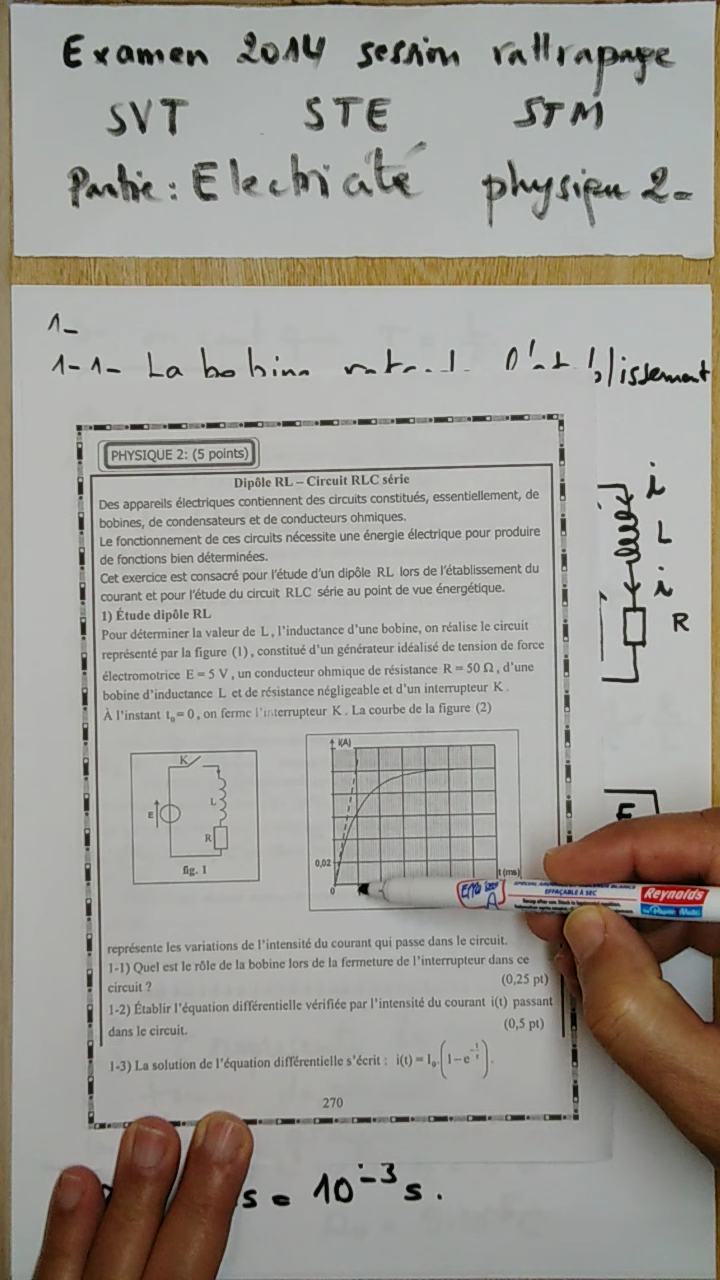 Examen 2014 session rattrapage
SVT STE STM
Partie: Electricité physique 2-
1-
1-1- La bobine l'établissement
PHYSIQUE 2: (5 points)
Dipôle RL – Circuit RLC série
Des appareils électriques contiennent des circuits constitués, essentiellement, de
bobines, de condensateurs et de conducteurs ohmiques.
Le fonctionnement de ces circuits nécessite une énergie électrique pour produire
de fonctions bien déterminées.
Cet exercice est consacré pour l'étude d'un dipôle RL lors de l'établissement du
courant et pour l'étude du circuit RLC série au point de vue énergétique.
1) Étude dipôle RL
Pour déterminer la valeur de L, l'inductance d'une bobine, on réalise le circuit
représenté par la figure (1), constitué d'un générateur idéalisé de tension de force
électromotrice E = 5 V, un conducteur ohmique de résistance R = 50 Ω, d'une
bobine d'inductance L et de résistance négligeable et d'un interrupteur K.
À l'instant t₀ = 0, on ferme l'interrupteur K. La courbe de la figure (2)
K
E
L
R
fig. 1
i(A)
0,02
0
t (ms)
i
L
i
R
E
Effaçable A
EFFAÇABLE À SEC
Reynolds
représente les variations de l'intensité du courant qui passe dans le circuit.
1-1) Quel est le rôle de la bobine lors de la fermeture de l'interrupteur dans ce
circuit ? (0,25 pt)
1-2) Établir l'équation différentielle vérifiée par l'intensité du courant i(t) passant
dans le circuit. (0,5 pt)
1-3) La solution de l'équation différentielle s'écrit : i(t) = I₀.(1 − e^(−t/τ)).
270
s = 10⁻³ s.